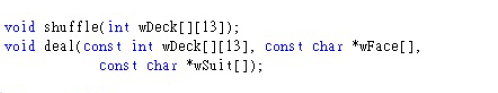 void shuffle(int wDeck[][13]);
void deal(const int wDeck[][13], const char *wFace[],
const char *wSuit[]);